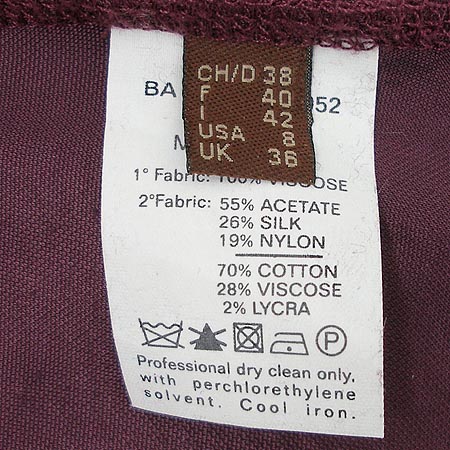 CH/D 38
F 40
I 42
USA 8
UK 36
BA 952
M
1° Fabric: 100% VISCOSE
2° Fabric: 55% ACETATE
26% SILK
19% NYLON
70% COTTON
28% VISCOSE
2% LYCRA
P
Professional dry clean only,
with perchlorethylene
solvent. Cool iron.